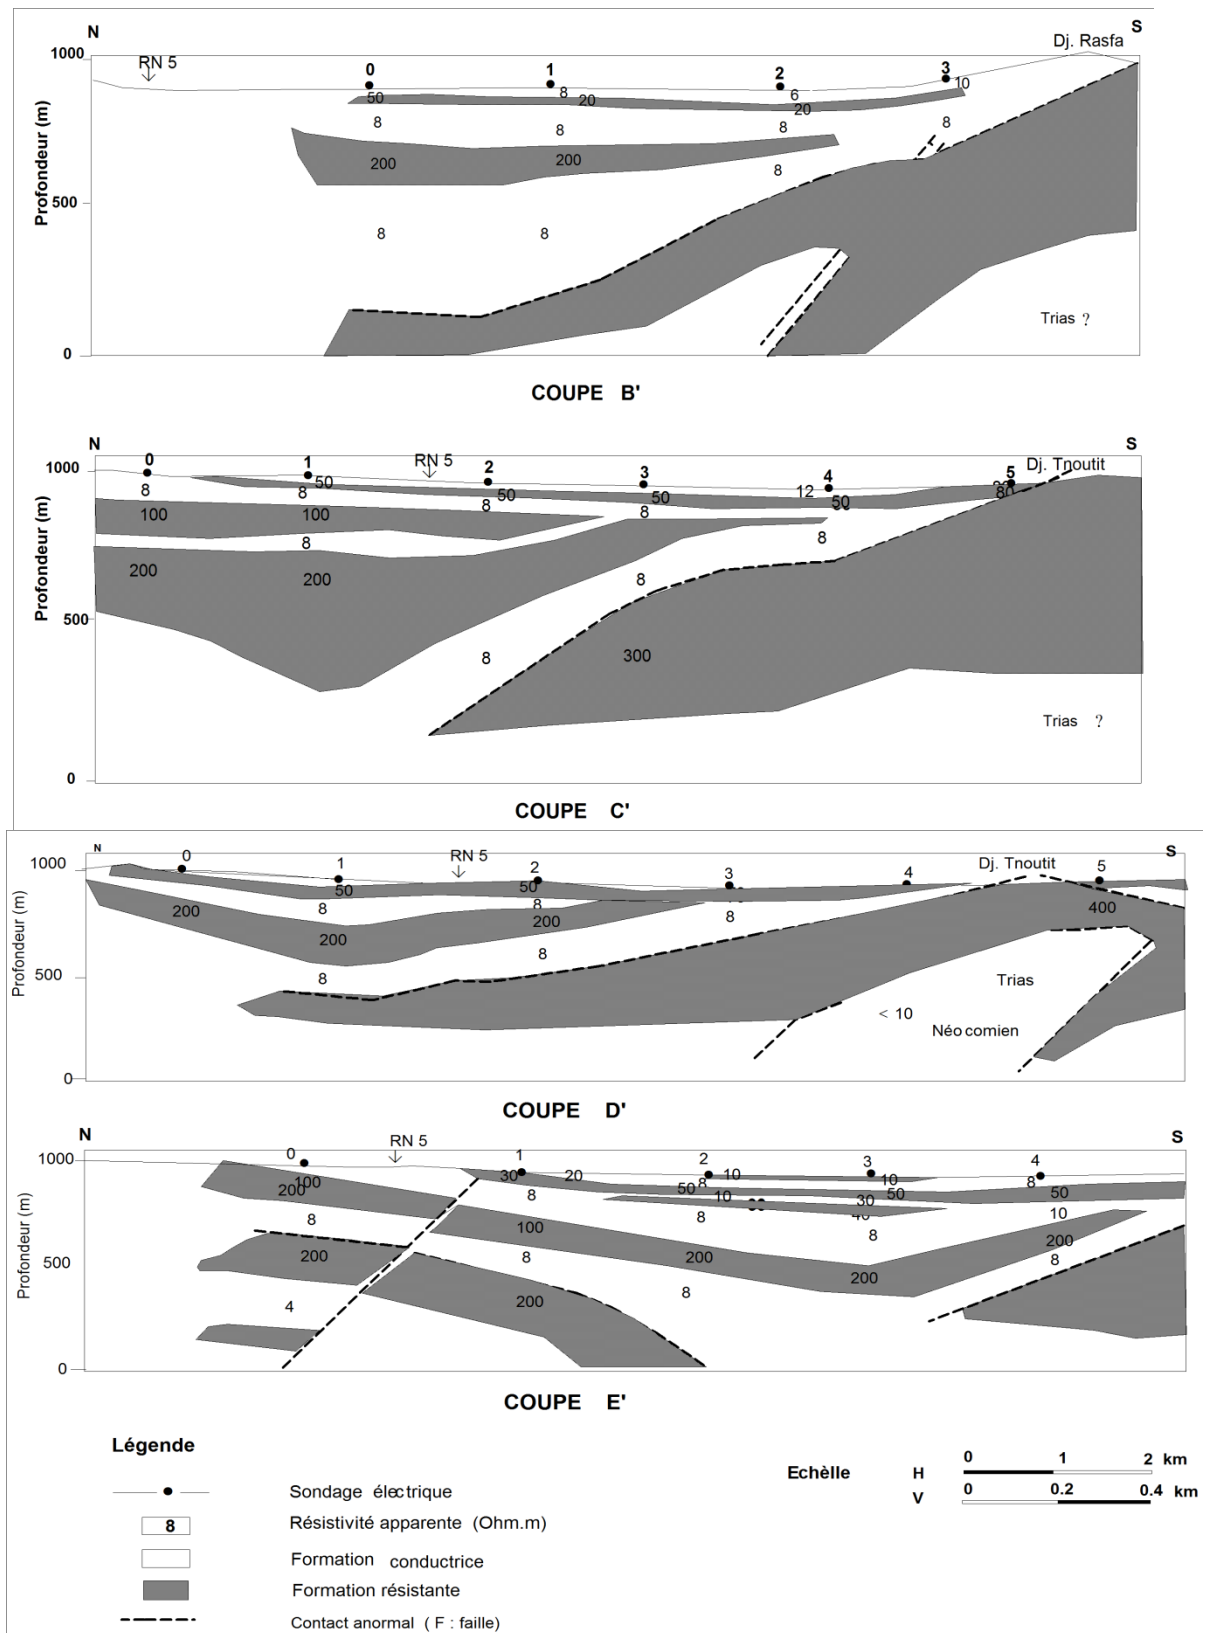 N
S
Dj. Rasfa
1000
RN 5
0
1
2
3
10
50
8
20
6
20
8
8
8
8
200
200
8
500
8
8
Trias ?
0
Profondeur (m)
COUPE B'
N
S
0
1
RN 5
2
3
4
5
Dj. Tnoutit
1000
8
8
50
50
50
12
50
80
100
100
8
8
8
8
200
200
8
500
8
300
Trias ?
0
Profondeur (m)
COUPE C'
N
S
0
1
RN 5
2
3
4
Dj. Tnoutit
5
1000
50
50
200
8
8
200
8
400
200
8
500
8
Trias
< 10
Néocomien
0
Profondeur (m)
COUPE D'
N
S
0
RN 5
1
2
3
4
1000
100
200
30
20
10
8
50
10
8
50
50
8
10
30
8
100
8
8
10
500
200
8
200
200
8
200
8
4
200
0
Profondeur (m)
COUPE E'
Légende
Sondage électrique
8 Résistivité apparente (Ohm.m)
Formation conductrice
Formation résistante
Contact anormal ( F : faille)
Echèlle
H 0 1 2 km
V 0 0.2 0.4 km